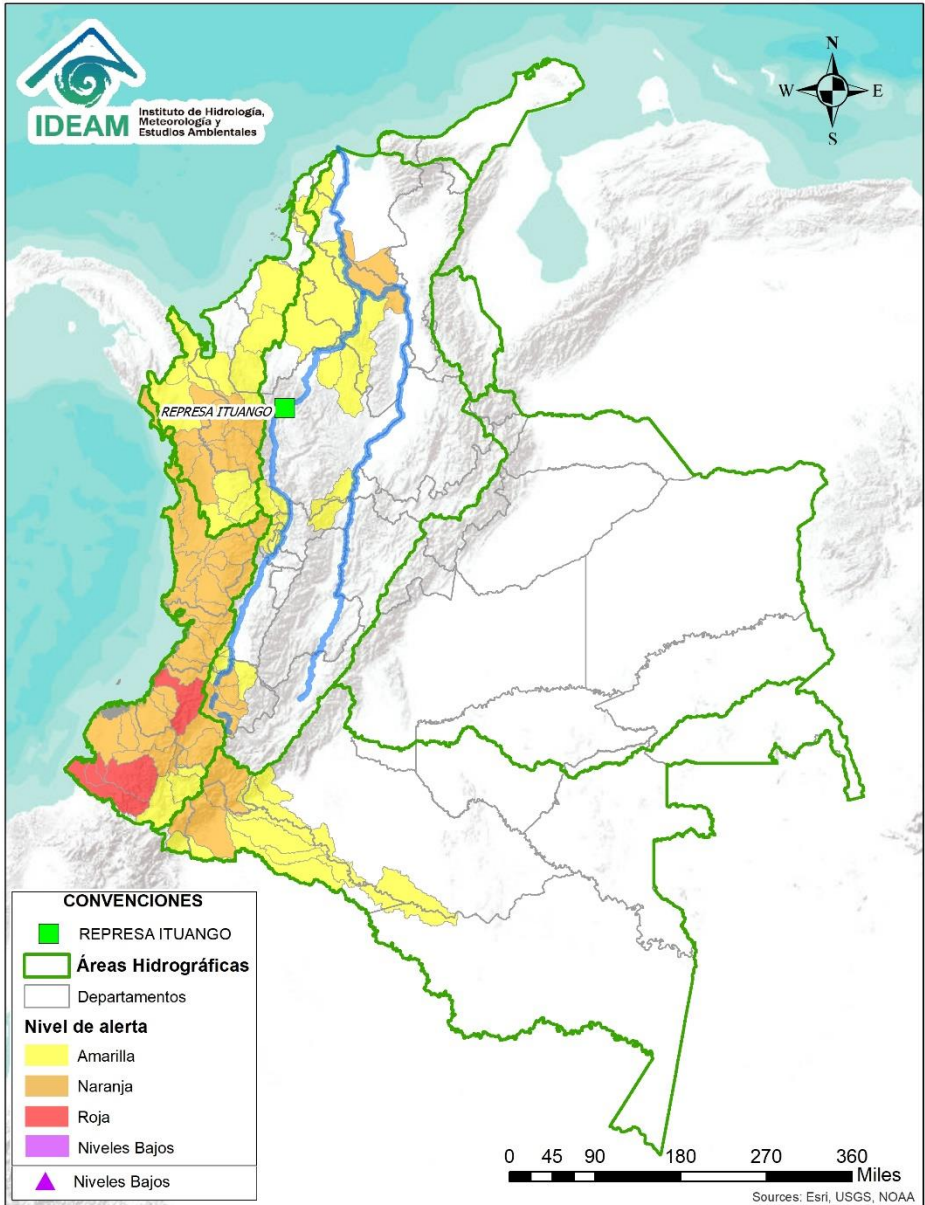 IDEAM
Instituto de Hidrología,
Meteorología y
Estudios Ambientales
N
W E
S
REPRESA ITUANGO
CONVENCIONES
REPRESA ITUANGO
Áreas Hidrográficas
Departamentos
Nivel de alerta
Amarilla
Naranja
Roja
Niveles Bajos
Niveles Bajos
0 45 90 180 270 360
Miles
Sources: Esri, USGS, NOAA